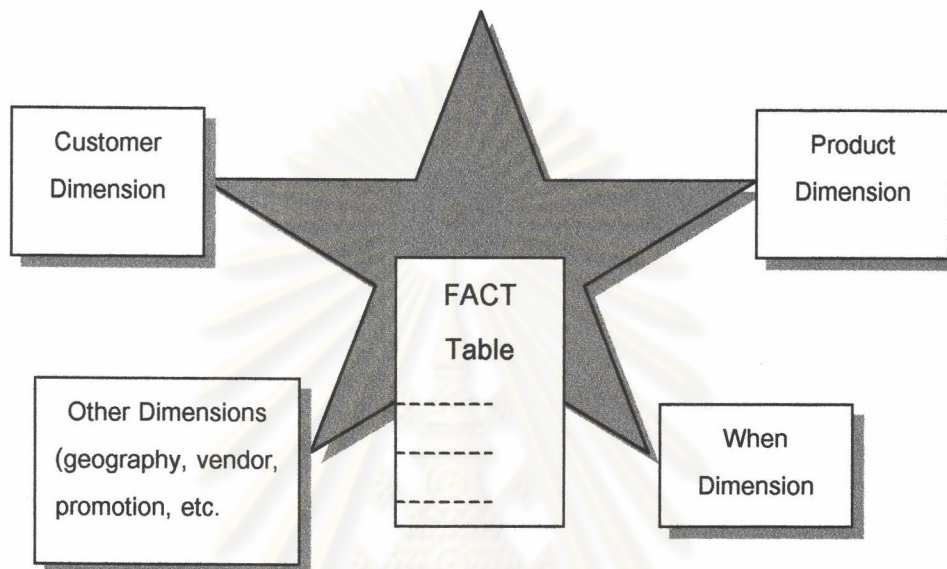 Customer
Dimension
Product
Dimension
FACT
Table
Other Dimensions
(geography, vendor,
promotion, etc.
When
Dimension